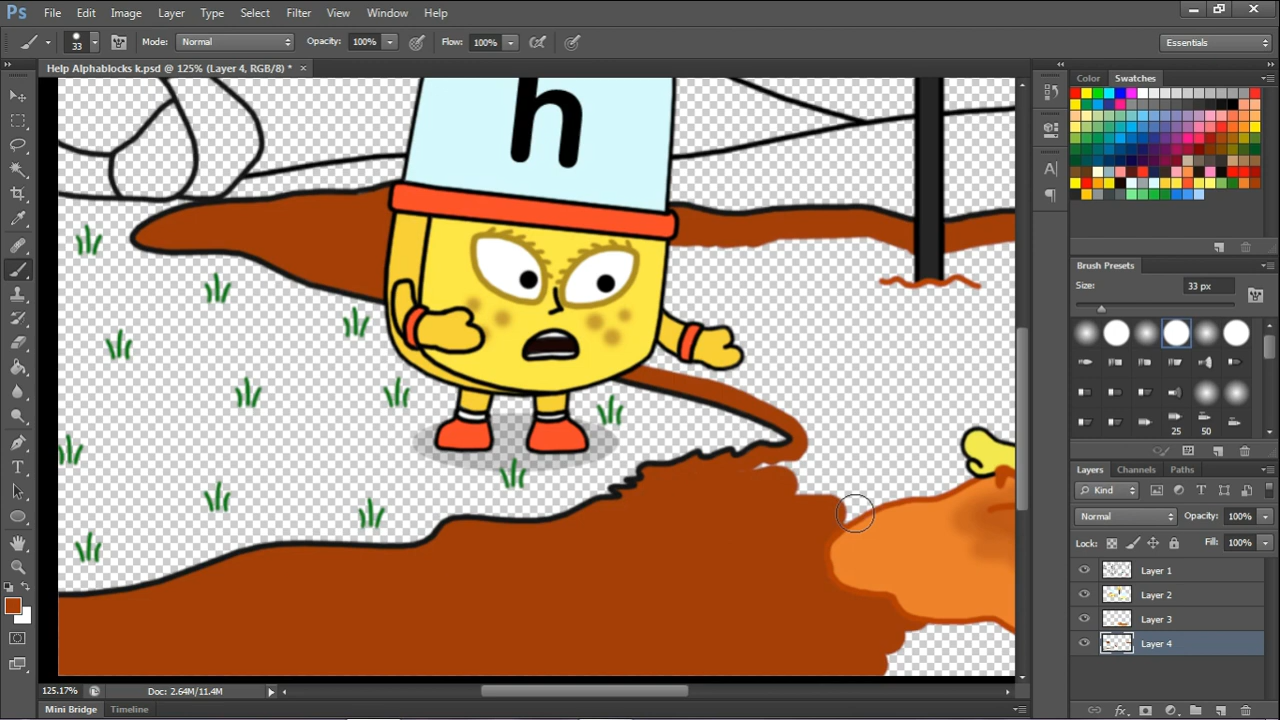 Ps File Edit Image Layer Type Select Filter View Window Help
33 Mode: Normal Opacity: 100% Flow: 100% Essentials
Help Alphablocks k.psd @ 125% (Layer 4, RGB/8) * ×
Color Swatches
h
Brush Presets
Size: 33 px
25 50
Layers Channels Paths
Kind
Normal Opacity: 100%
Lock: Fill: 100%
Layer 1
Layer 2
Layer 3
Layer 4
125.17% Doc: 2.64M/11.4M
Mini Bridge Timeline